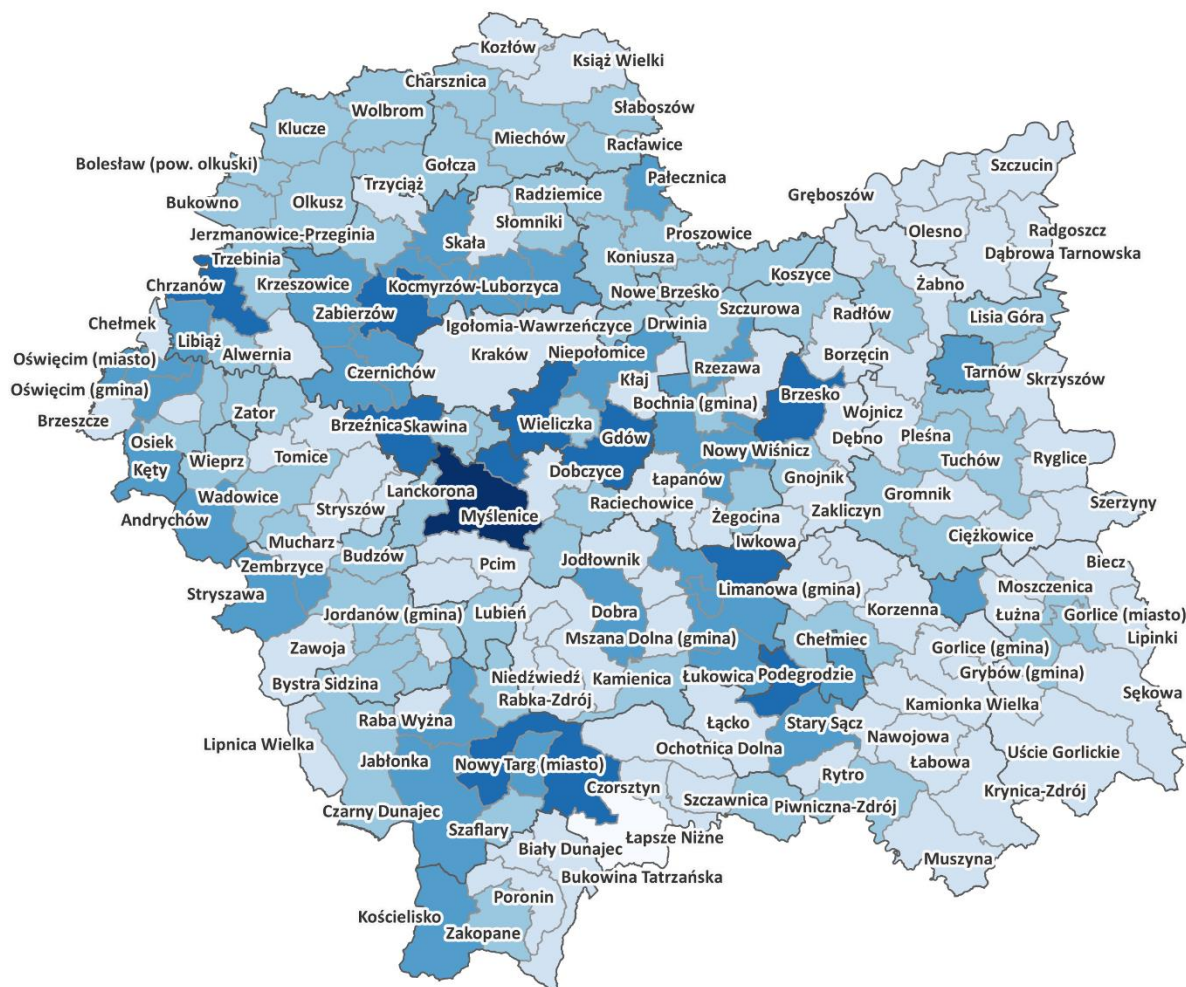 Kozłów
Książ Wielki
Charsznica
Wolbrom
Słaboszów
Klucze
Miechów
Racławice
Bolesław (pow. olkuski)
Gołcza
Szczucin
Trzyciąż
Pałecznica
Radziemice
Gręboszów
Bukowno
Olkusz
Słomniki
Olesno
Radgoszcz
Jerzmanowice-Przeginia
Skała
Proszowice
Dąbrowa Tarnowska
Trzebinia
Koniusza
Koszyce
Krzeszowice
Chrzanów
Kocmyrzów-Luborzyca
Nowe Brzesko
Żabno
Zabierzów
Szczurowa
Radłów
Lisia Góra
Chełmek
Igołomia-Wawrzeńczyce
Drwinia
Libiąż
Alwernia
Kraków
Niepołomice
Borzęcin
Oświęcim (miasto)
Czernichów
Rzezawa
Tarnów
Kłaj
Skrzyszów
Oświęcim (gmina)
Brzesko
Bochnia (gmina)
Zator
Wojnicz
Brzeszcze
Brzeźnica
Skawina
Wieliczka
Gdów
Dębno
Pleśna
Osiek
Nowy Wiśnicz
Wieprz
Tomice
Tuchów
Kęty
Dobczyce
Łapanów
Gnojnik
Ryglice
Lanckorona
Wadowice
Raciechowice
Gromnik
Stryszów
Szerzyny
Andrychów
Myślenice
Żegocina
Zakliczyn
Ciężkowice
Mucharz
Budzów
Iwkowa
Jodłownik
Pcim
Biecz
Zembrzyce
Limanowa (gmina)
Moszczenica
Stryszawa
Jordanów (gmina)
Lubień
Dobra
Korzenna
Łużna
Gorlice (miasto)
Mszana Dolna (gmina)
Chełmiec
Lipinki
Zawoja
Gorlice (gmina)
Niedźwiedź
Kamienica
Łukowica
Podegrodzie
Grybów (gmina)
Bystra Sidzina
Sękowa
Rabka-Zdrój
Kamionka Wielka
Raba Wyżna
Łącko
Stary Sącz
Lipnica Wielka
Nawojowa
Ochotnica Dolna
Uście Gorlickie
Jabłonka
Nowy Targ (miasto)
Łabowa
Rytro
Czorsztyn
Krynica-Zdrój
Szczawnica
Piwniczna-Zdrój
Czarny Dunajec
Szaflary
Łapsze Niżne
Biały Dunajec
Muszyna
Bukowina Tatrzańska
Poronin
Kościelisko
Zakopane